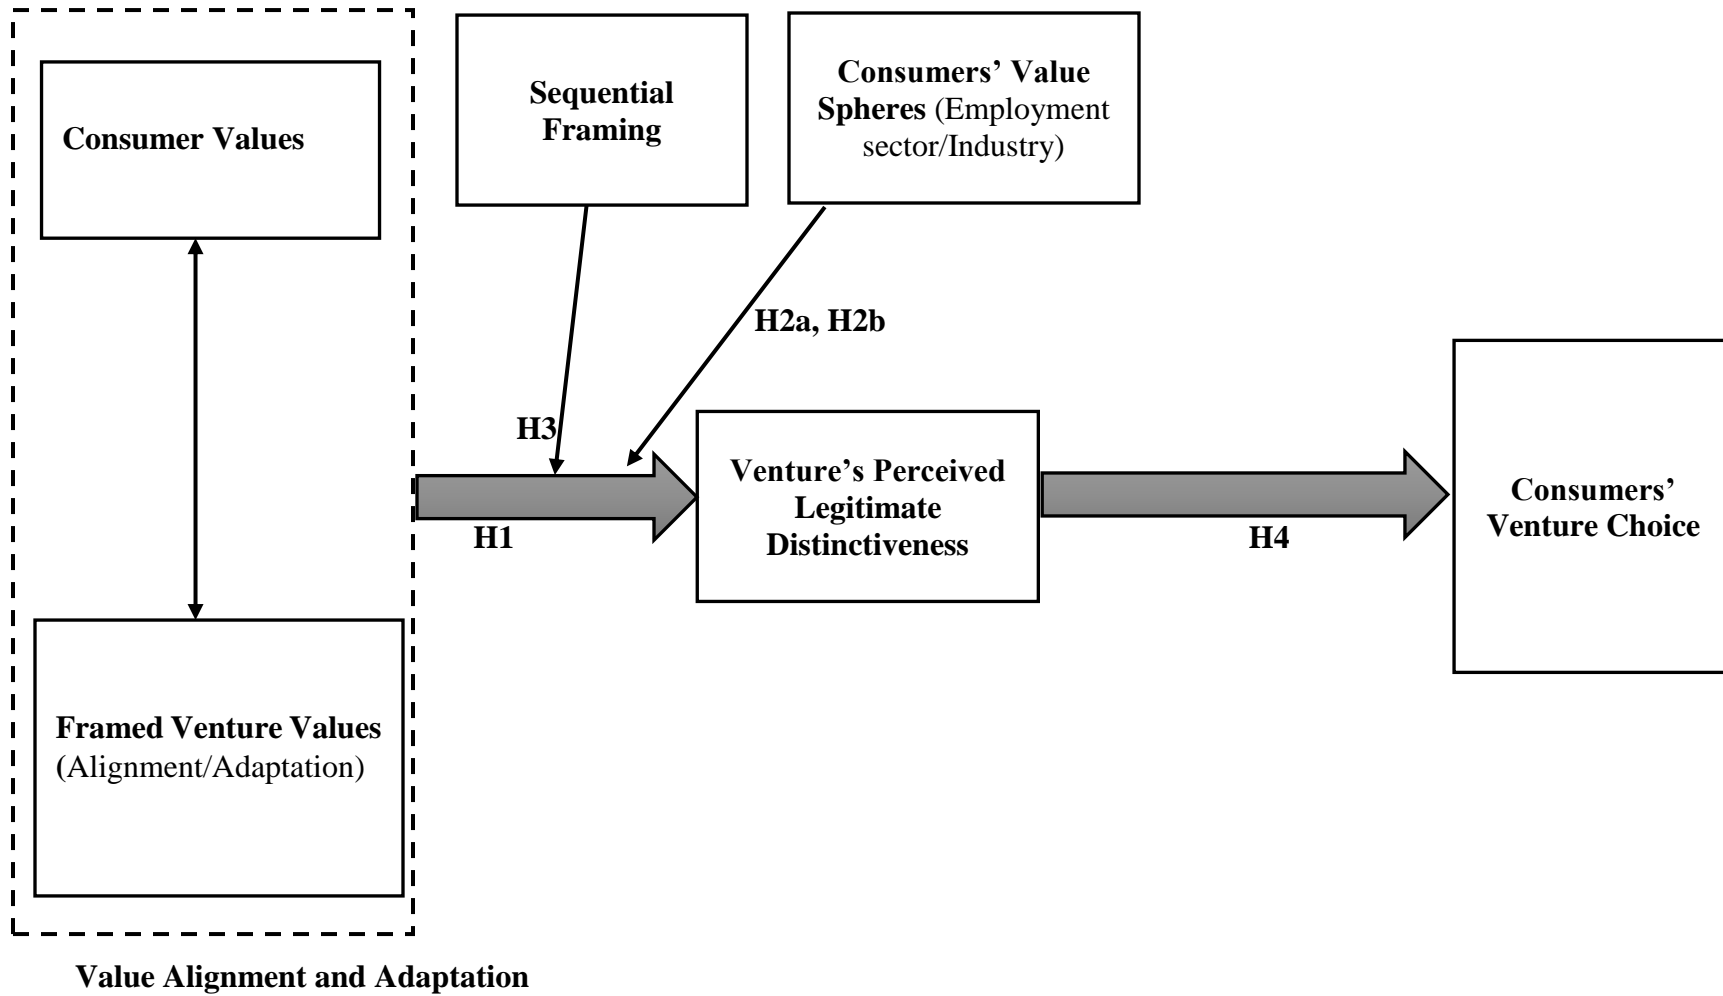 Consumer Values
Sequential
Framing
Consumers’ Value
Spheres (Employment
sector/Industry)
H2a, H2b
H3
H1
Venture’s Perceived
Legitimate
Distinctiveness
H4
Consumers’
Venture Choice
Framed Venture Values
(Alignment/Adaptation)
Value Alignment and Adaptation